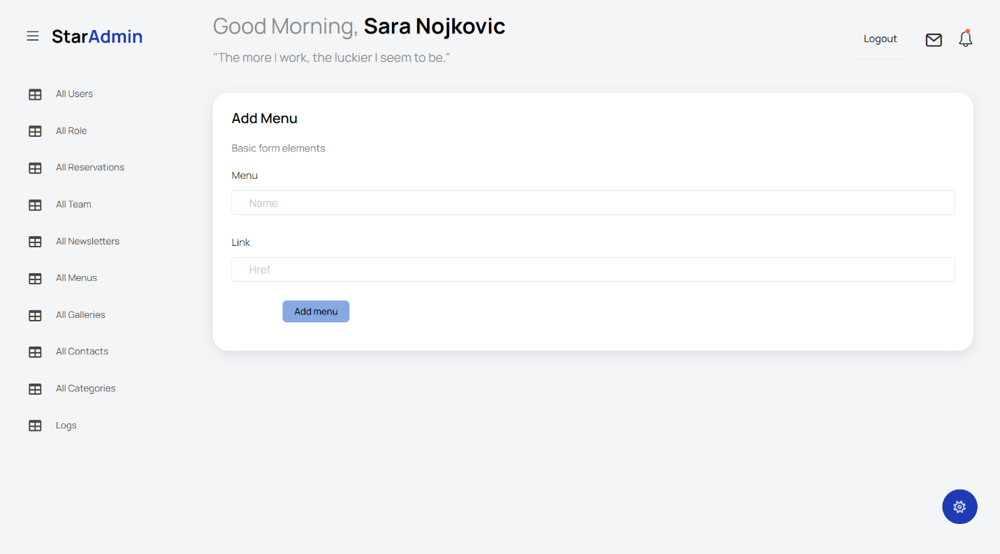 StarAdmin
Good Morning, Sara Nojkovic
"The more I work, the luckier I seem to be."
Logout
All Users
All Role
All Reservations
All Team
All Newsletters
All Menus
All Galleries
All Contacts
All Categories
Logs
Add Menu
Basic form elements
Menu
Name
Link
Href
Add menu